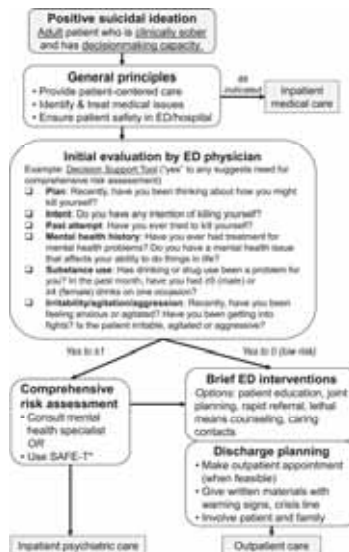 Positive suicidal ideation
Adult patient who is clinically sober
and has decisionmaking capacity.
General principles
• Provide patient-centered care
• Identify & treat medical issues
• Ensure patient safety in ED/hospital
as
indicated
Inpatient
medical care
Initial evaluation by ED physician
Example: Decision Support Tool ("yes" to any suggests need for
comprehensive risk assessment)
Plan: Recently, have you been thinking about how you might
kill yourself?
Intent: Do you have any intention of killing yourself?
Past attempt: Have you ever tried to kill yourself?
Mental health history: Have you ever had treatment for
mental health problems? Do you have a mental health issue
that affects your ability to do things in life?
Substance use: Has drinking or drug use been a problem for
you? In the past month, have you had ≥5 (male) or
≥4 (female) drinks on one occasion?
Irritability/agitation/aggression: Recently, have you been
feeling anxious or agitated? Have you been getting into
fights? Is the patient irritable, agitated or aggressive?
Yes to ≥1
Yes to 0 (low risk)
Comprehensive
risk assessment
• Consult mental
health specialist
OR
• Use SAFE-T*
Brief ED interventions
Options: patient education, joint
planning, rapid referral, lethal
means counseling, caring
contacts
Discharge planning
• Make outpatient appointment
(when feasible)
• Give written materials with
warning signs, crisis line
• Involve patient and family
Inpatient psychiatric care
Outpatient care